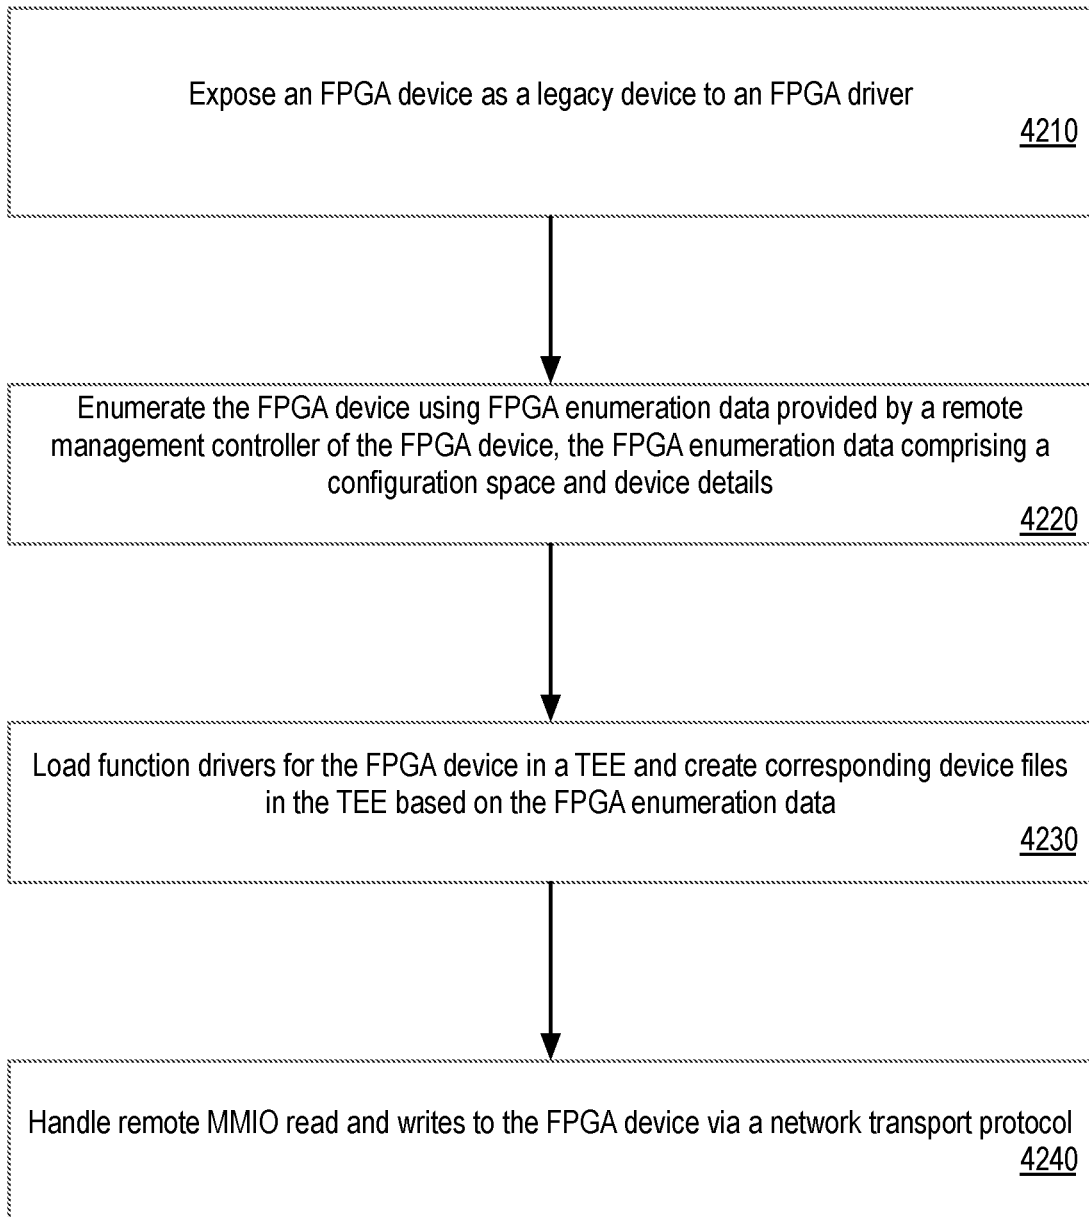 Expose an FPGA device as a legacy device to an FPGA driver
4210
Enumerate the FPGA device using FPGA enumeration data provided by a remote
management controller of the FPGA device, the FPGA enumeration data comprising a
configuration space and device details
4220
Load function drivers for the FPGA device in a TEE and create corresponding device files
in the TEE based on the FPGA enumeration data
4230
Handle remote MMIO read and writes to the FPGA device via a network transport protocol
4240